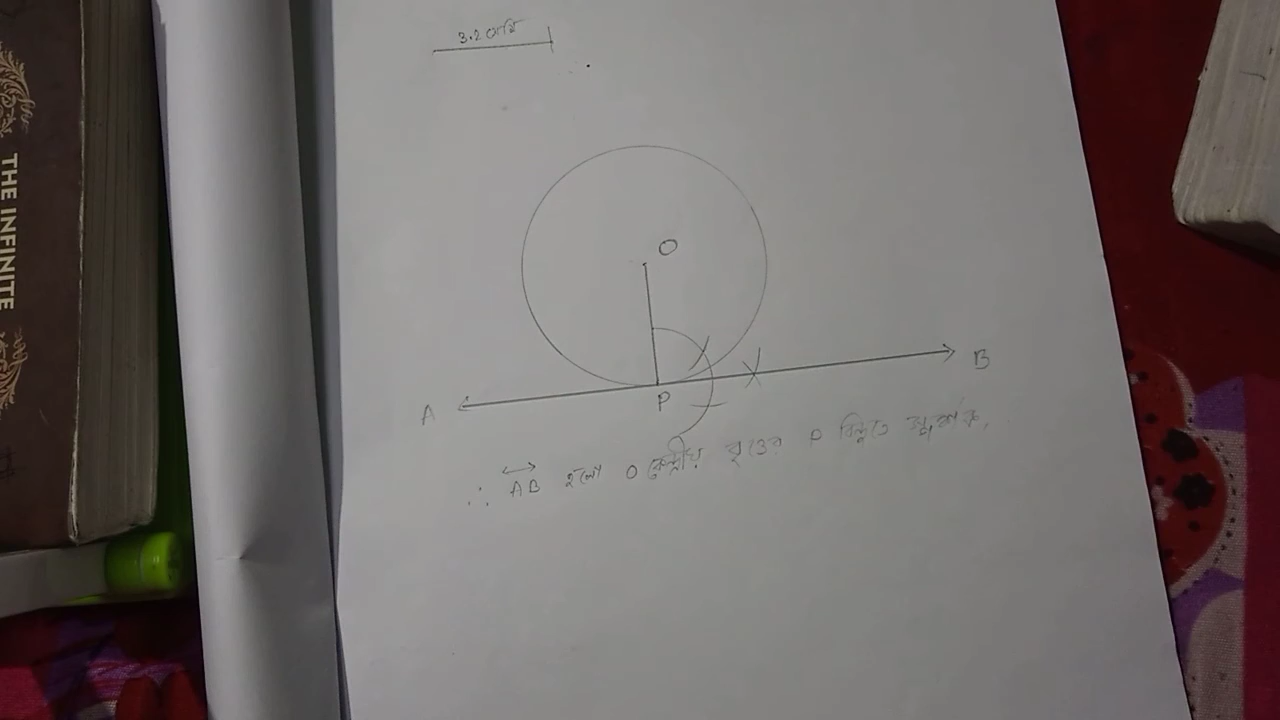 THE INFINITE
3.2 সেমি
O
A
P
B
∴ AB হলো O কেন্দ্রীয় বৃত্তের P বিন্দুতে স্পর্শক,